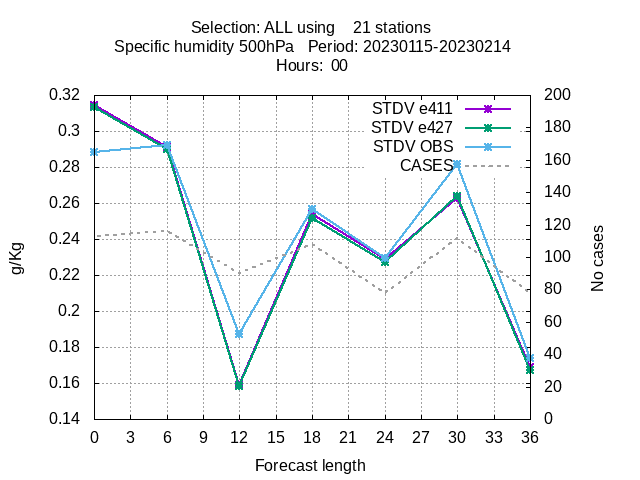 Selection: ALL using    21 stations
Specific humidity 500hPa   Period: 20230115-20230214
Hours:  00
STDV e411
STDV e427
STDV OBS
CASES
g/Kg
0.32
0.3
0.28
0.26
0.24
0.22
0.2
0.18
0.16
0.14
200
180
160
140
120
100
80
60
40
20
0
No cases
0 3 6 9 12 15 18 21 24 27 30 33 36
Forecast length